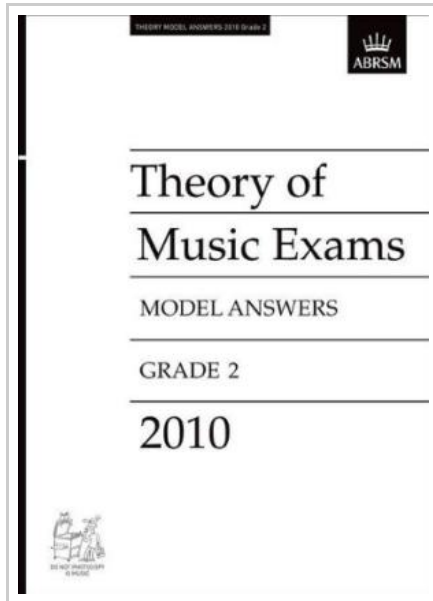 THEORY MODEL ANSWERS 2010 Grade 2
ABRSM
Theory of
Music Exams
MODEL ANSWERS
GRADE 2
2010
DO NOT PHOTOCOPY
© MUSIC